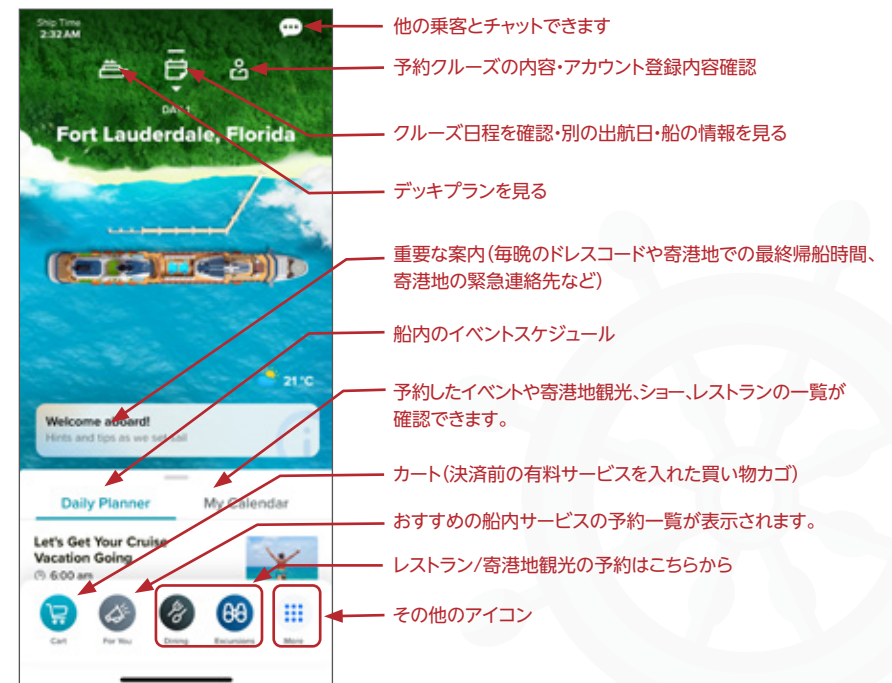 Ship Time
2:32 AM
他の乗客とチャットできます
予約クルーズの内容・アカウント登録内容確認
DAY 1
Fort Lauderdale, Florida
クルーズ日程を確認・別の出航日・船の情報を見る
デッキプランを見る
重要な案内(毎晩のドレスコードや寄港地での最終帰船時間、
寄港地の緊急連絡先など)
船内のイベントスケジュール
21 °C
予約したイベントや寄港地観光、ショー、レストランの一覧が
確認できます。
Welcome aboard!
Hints and tips as we set sail
カート(決済前の有料サービスを入れた買い物カゴ)
Daily Planner
My Calendar
おすすめの船内サービスの予約一覧が表示されます。
Let's Get Your Cruise
Vacation Going
6:00 am
レストラン/寄港地観光の予約はこちらから
その他のアイコン
Cart
For You
Dining
Excursions
More